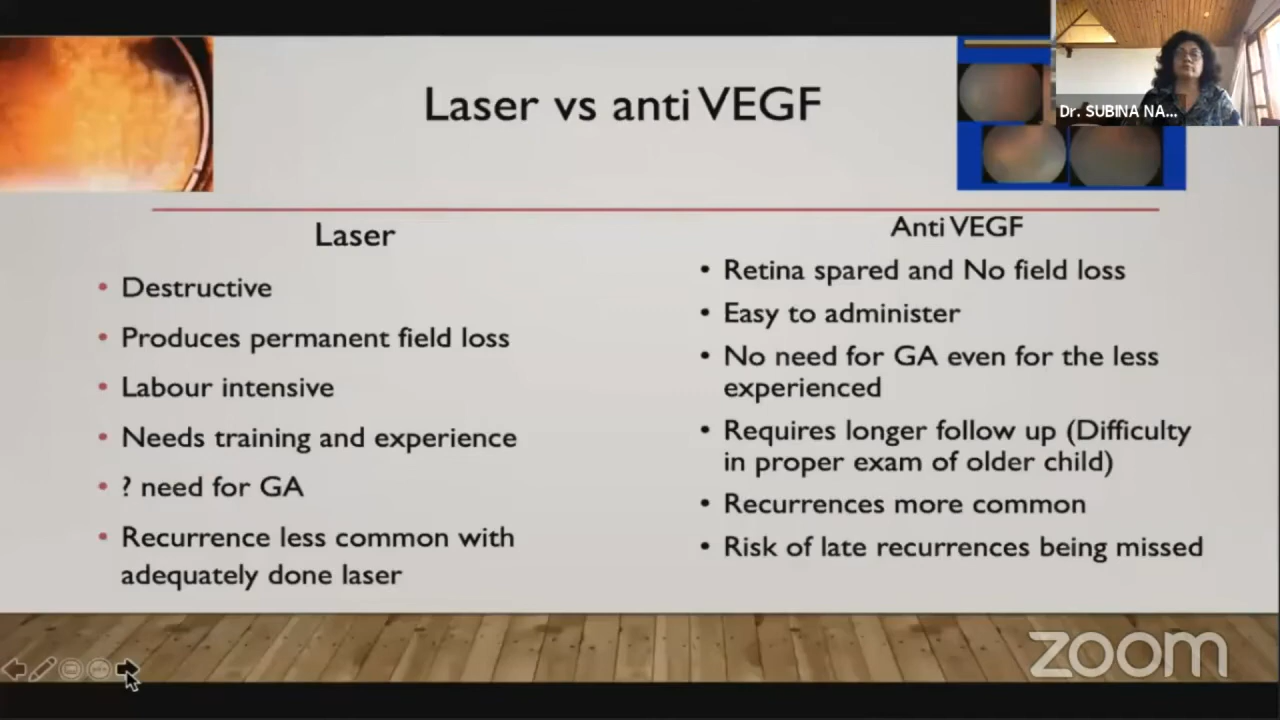 Laser vs anti VEGF
Dr. SUBINA NA...
Laser
Destructive
Produces permanent field loss
Labour intensive
Needs training and experience
? need for GA
Recurrence less common with
adequately done laser
Anti VEGF
Retina spared and No field loss
Easy to administer
No need for GA even for the less
experienced
Requires longer follow up (Difficulty
in proper exam of older child)
Recurrences more common
Risk of late recurrences being missed
zoom